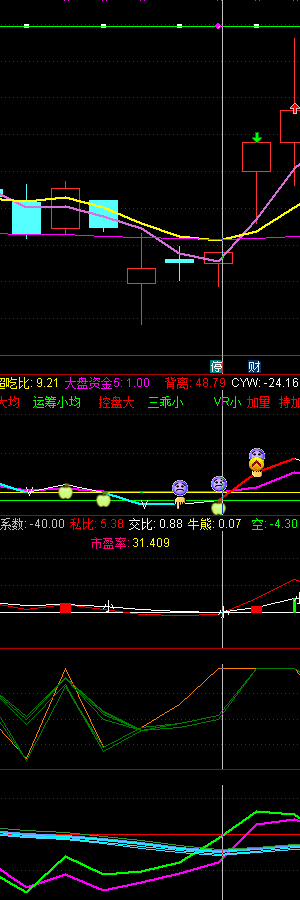 停 财
超吃比: 9.21 大盘资金5: 1.00 背离: 48.79 CYW: -24.16
大均 运筹小均 控盘大 三乖小 VR小 加里 持加
系数: -40.00 私比: 5.38 交比: 0.88 牛熊: 0.07 空: -4.30
市盈率: 31.409